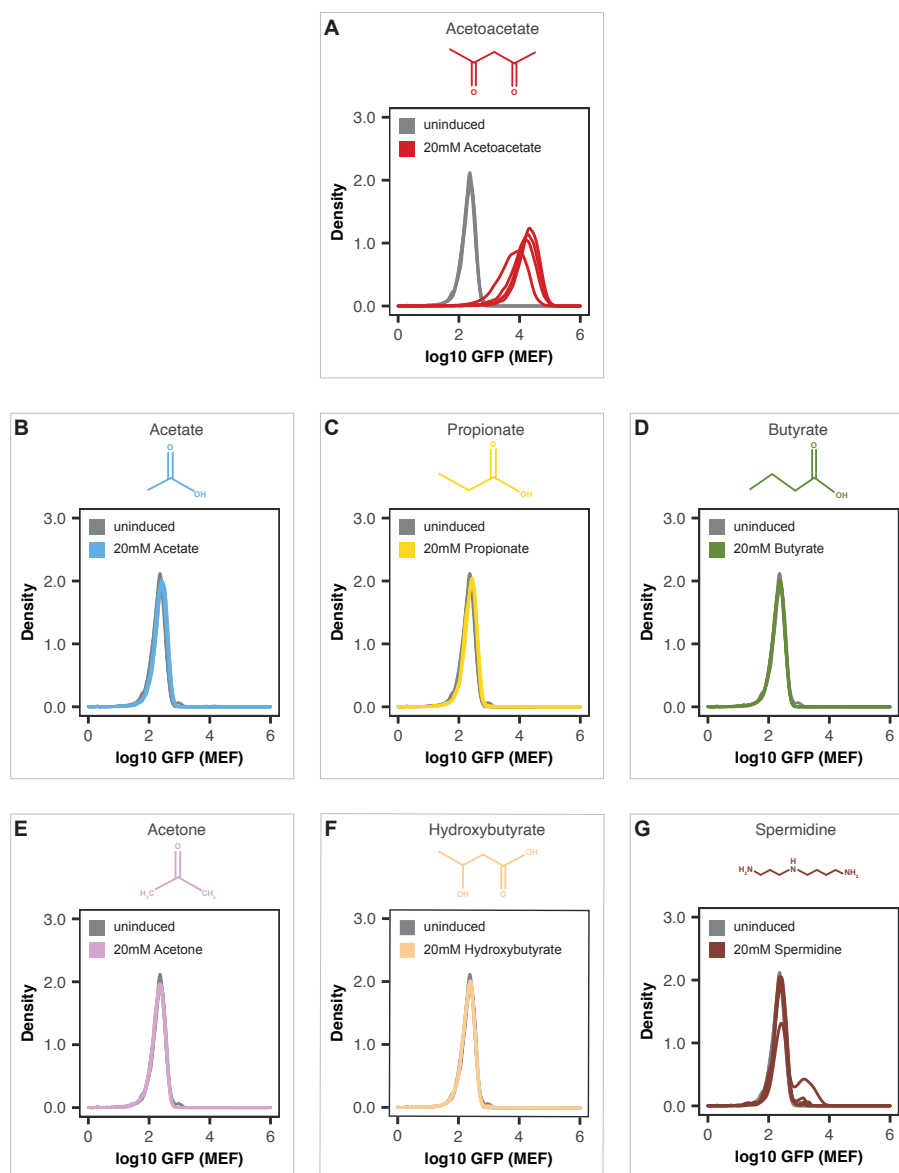 A
Acetoacetate
O
O
uninduced
20mM Acetoacetate
3.0
2.0
1.0
0.0
Density
0
2
4
6
log10 GFP (MEF)
B
Acetate
O
OH
uninduced
20mM Acetate
3.0
2.0
1.0
0.0
Density
0
2
4
6
log10 GFP (MEF)
C
Propionate
O
OH
uninduced
20mM Propionate
3.0
2.0
1.0
0.0
Density
0
2
4
6
log10 GFP (MEF)
D
Butyrate
O
OH
uninduced
20mM Butyrate
3.0
2.0
1.0
0.0
Density
0
2
4
6
log10 GFP (MEF)
E
Acetone
O
H3C
CH3
uninduced
20mM Acetone
3.0
2.0
1.0
0.0
Density
0
2
4
6
log10 GFP (MEF)
F
Hydroxybutyrate
OH
OH
O
uninduced
20mM Hydroxybutyrate
3.0
2.0
1.0
0.0
Density
0
2
4
6
log10 GFP (MEF)
G
Spermidine
H2N
H
N
NH2
uninduced
20mM Spermidine
3.0
2.0
1.0
0.0
Density
0
2
4
6
log10 GFP (MEF)